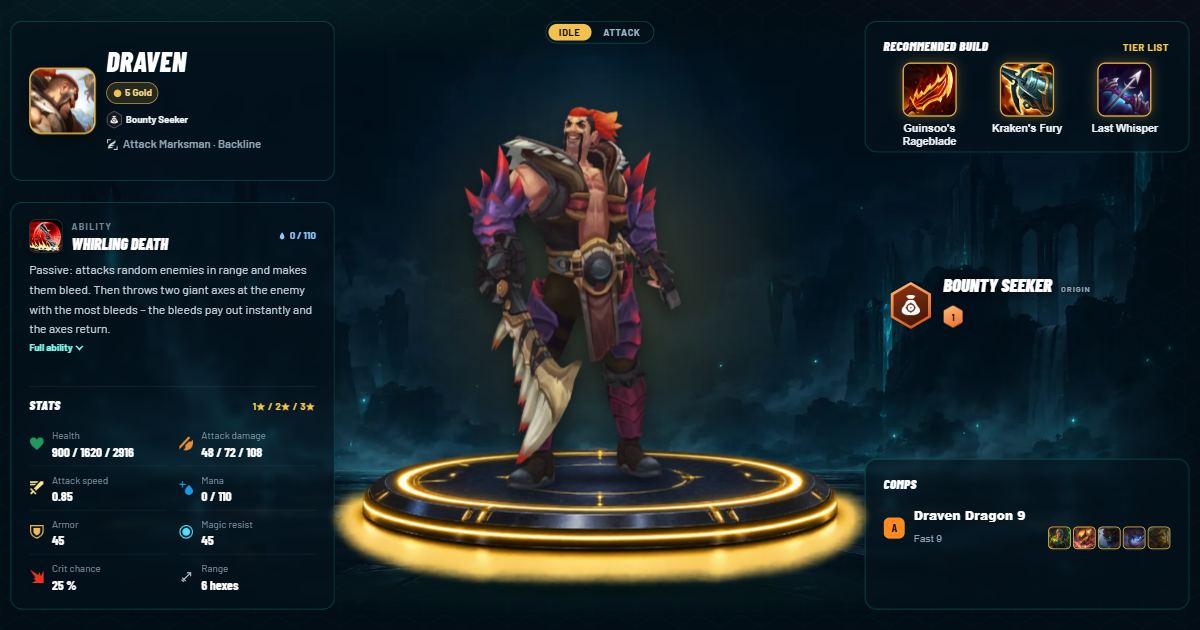 DRAVEN
5 Gold
Bounty Seeker
Attack Marksman · Backline
ABILITY
WHIRLING DEATH
0 / 110
Passive: attacks random enemies in range and makes
them bleed. Then throws two giant axes at the enemy
with the most bleeds – the bleeds pay out instantly and
the axes return.
Full ability
STATS
1★ / 2★ / 3★
Health
900 / 1620 / 2916
Attack damage
48 / 72 / 108
Attack speed
0.85
Mana
0 / 110
Armor
45
Magic resist
45
Crit chance
25 %
Range
6 hexes
IDLE
ATTACK
RECOMMENDED BUILD
TIER LIST
Guinsoo's
Rageblade
Kraken's Fury
Last Whisper
BOUNTY SEEKER
ORIGIN
1
COMPS
A
Draven Dragon 9
Fast 9